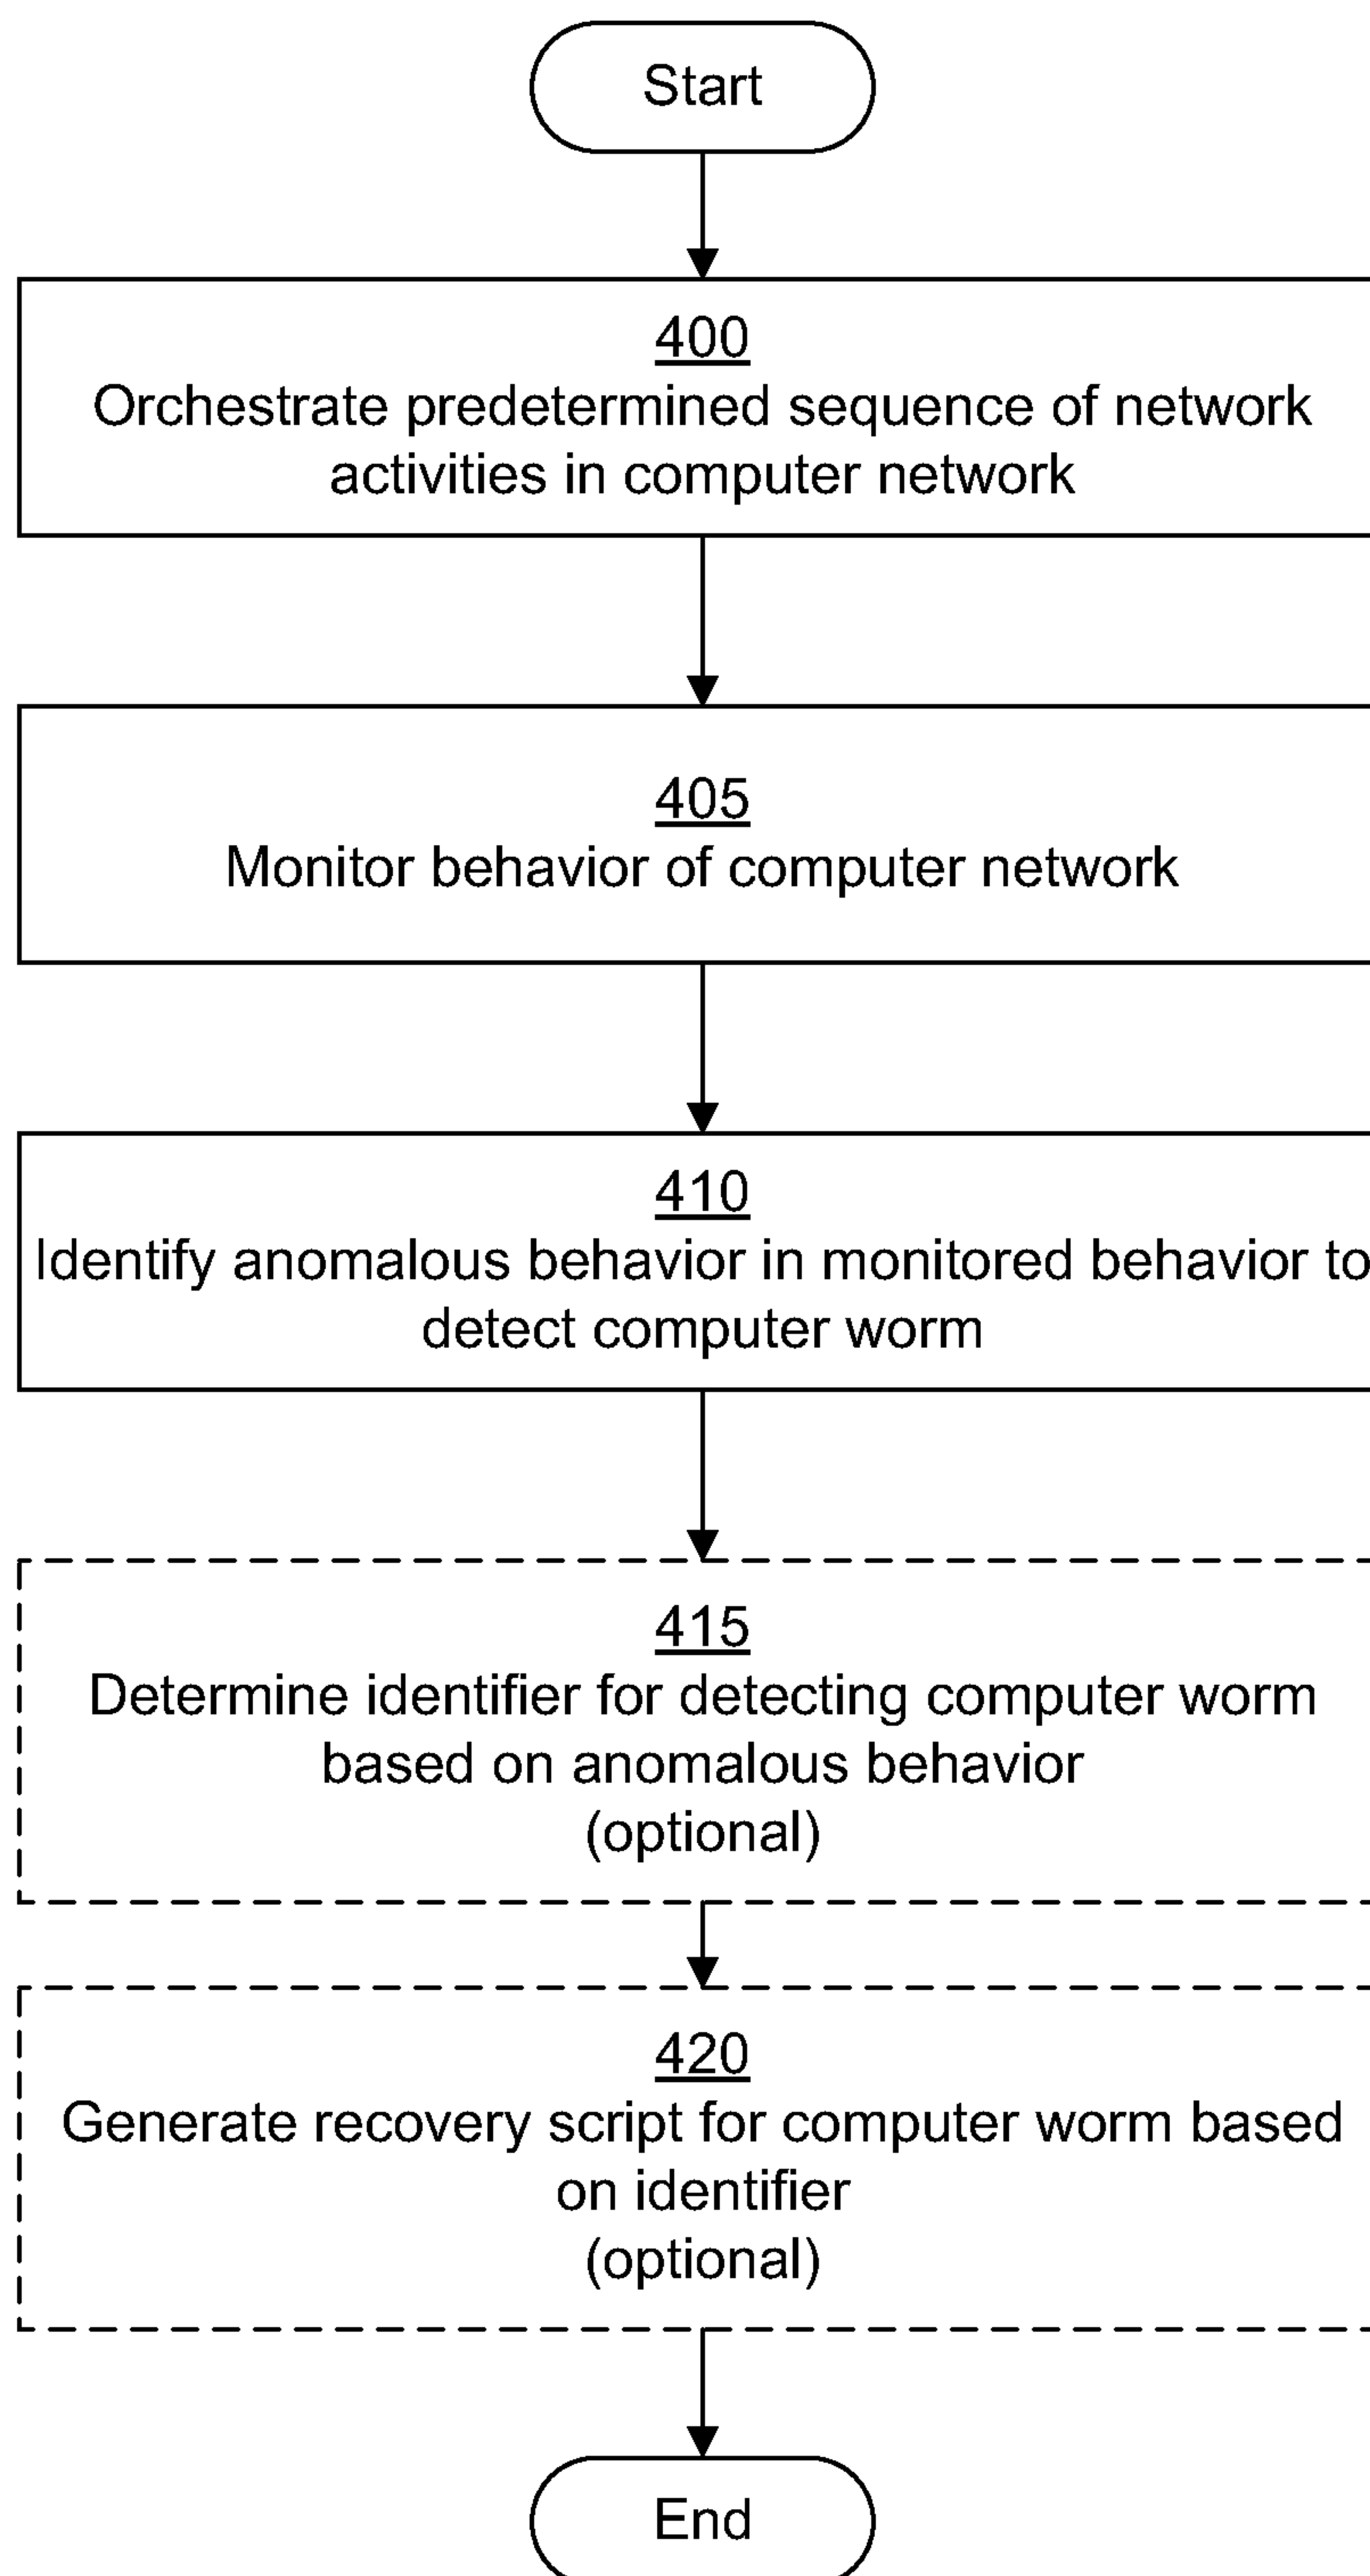 Start
400
Orchestrate predetermined sequence of network
activities in computer network
405
Monitor behavior of computer network
410
Identify anomalous behavior in monitored behavior to
detect computer worm
415
Determine identifier for detecting computer worm
based on anomalous behavior
(optional)
420
Generate recovery script for computer worm based
on identifier
(optional)
End